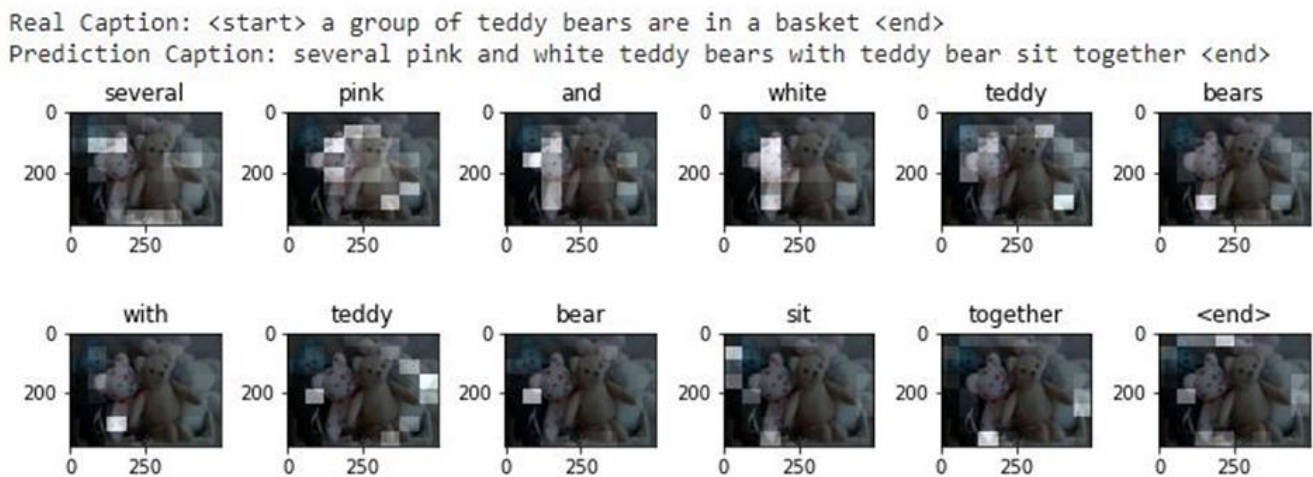 Real Caption: <start> a group of teddy bears are in a basket <end>
Prediction Caption: several pink and white teddy bears with teddy bear sit together <end>
several pink and white teddy bears
0 0 0 0 0 0
200 200 200 200 200 200
0 250 0 250 0 250 0 250 0 250 0 250
with teddy bear sit together <end>
0 0 0 0 0 0
200 200 200 200 200 200
0 250 0 250 0 250 0 250 0 250 0 250